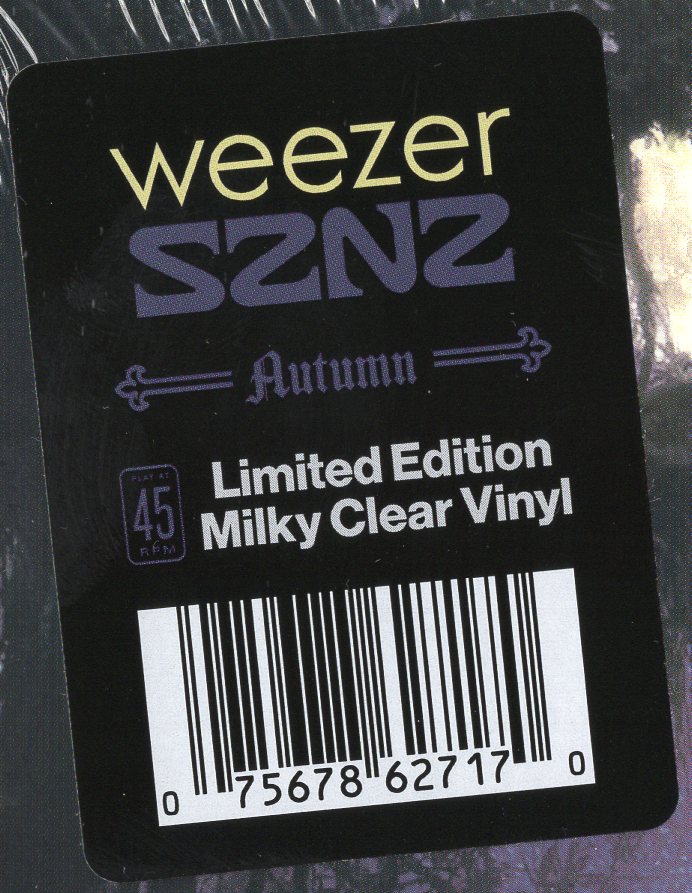 weezer
SZNZ
Autumn
PLAY AT
45
RPM
Limited Edition
Milky Clear Vinyl
0 75678 62717 0